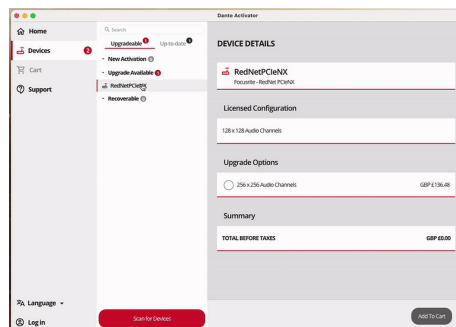 Dante Activator
Home
Devices 2
Cart
Support
Language
Log in
Search
Upgradeable
Up-to-date
New Activation
Upgrade Available
RedNetPCIeNX
Recoverable
Scan for Devices
DEVICE DETAILS
RedNetPCIeNX
Focusrite - RedNet PCIeNX
Licensed Configuration
128 x 128 Audio Channels
Upgrade Options
256 x 256 Audio Channels GBP £136.48
Summary
TOTAL BEFORE TAXES GBP £0.00
Add To Cart